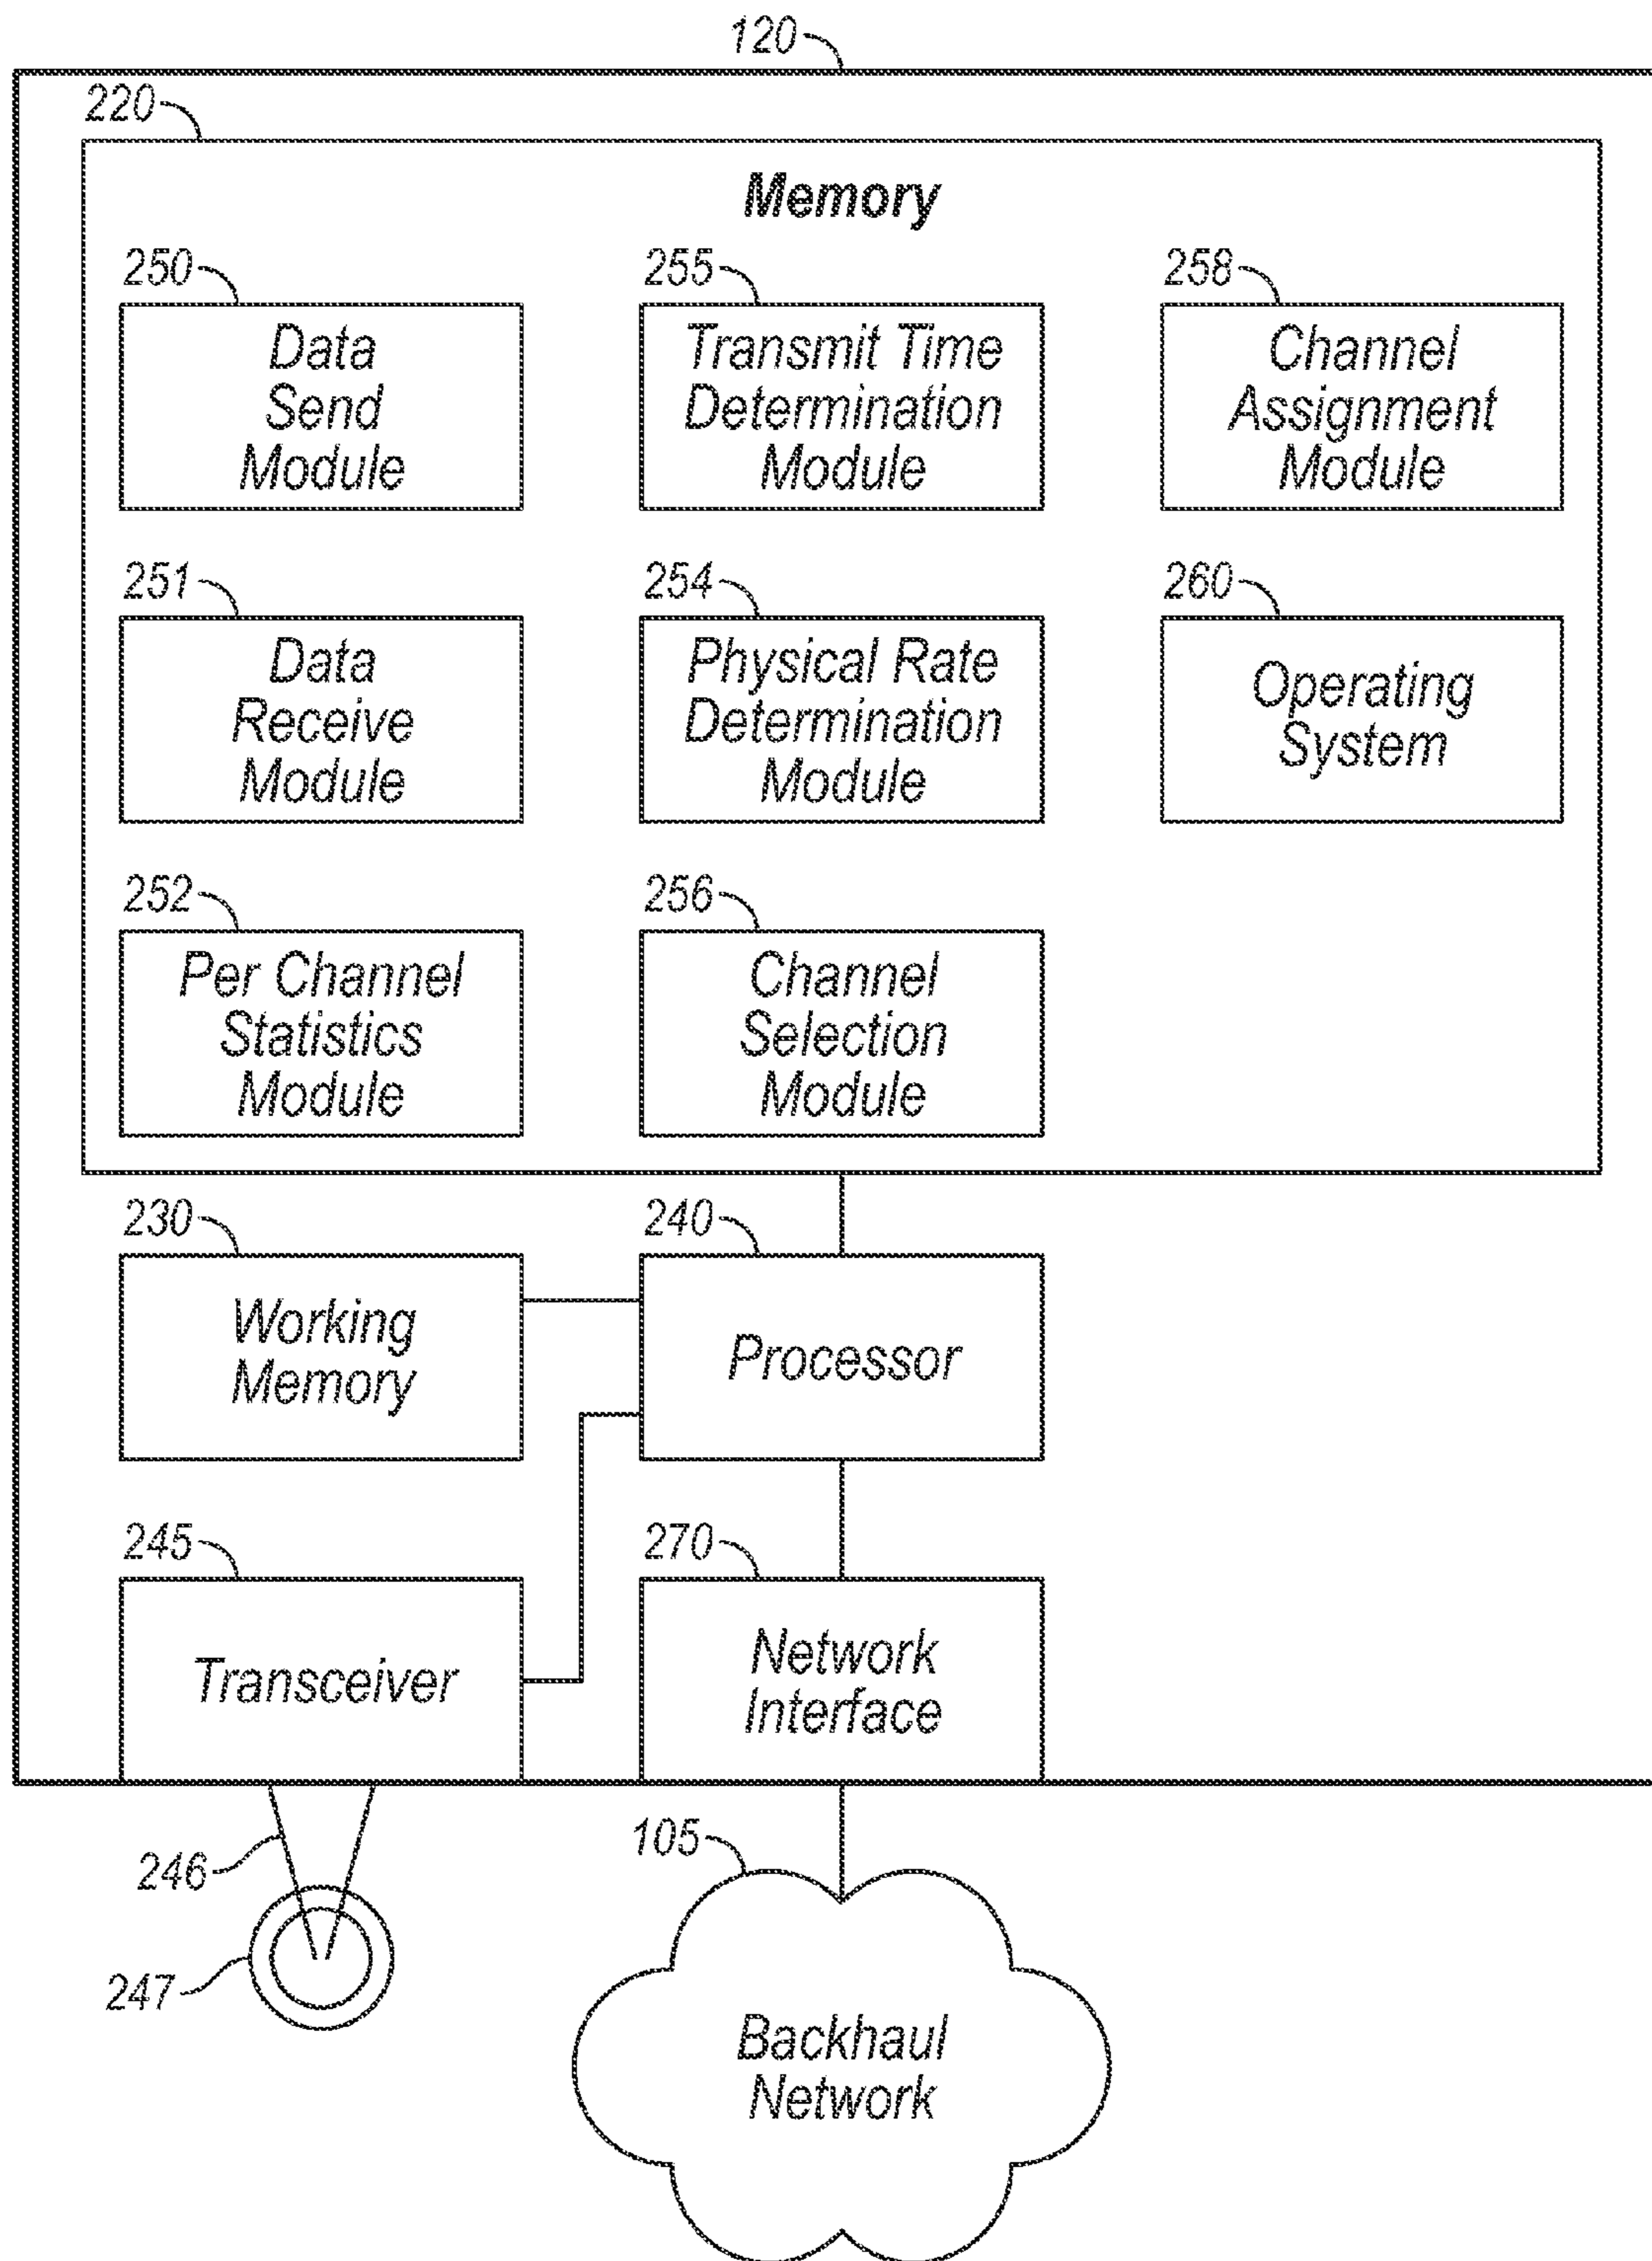 120
220
Memory
250
255
258
Data
Send
Module
Transmit Time
Determination
Module
Channel
Assignment
Module
251
254
260
Data
Receive
Module
Physical Rate
Determination
Module
Operating
System
252
256
Per Channel
Statistics
Module
Channel
Selection
Module
230
240
Working
Memory
Processor
245
270
Transceiver
Network
Interface
246
105
247
Backhaul
Network